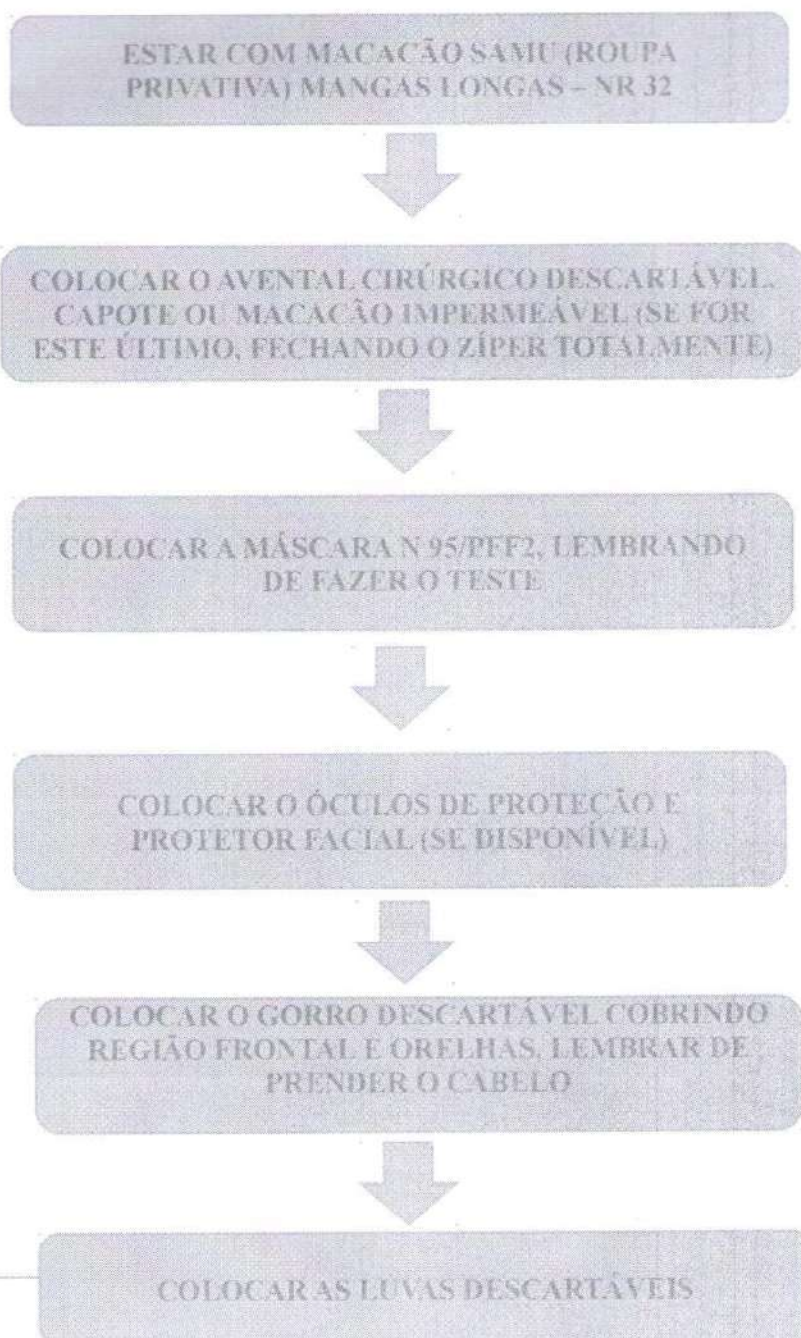 ESTAR COM MACACÃO SAMU (ROUPA
PRIVATIVA) MANGAS LONGAS – NR 32
COLOCAR O AVENTAL CIRÚRGICO DESCARTÁVEL,
CAPOTE OU MACACÃO IMPERMEÁVEL (SE FOR
ESTE ÚLTIMO, FECHANDO O ZÍPER TOTALMENTE)
COLOCAR A MÁSCARA N 95/PFF2, LEMBRANDO
DE FAZER O TESTE
COLOCAR O ÓCULOS DE PROTEÇÃO E
PROTETOR FACIAL (SE DISPONÍVEL)
COLOCAR O GORRO DESCARTÁVEL COBRINDO
REGIÃO FRONTAL E ORELHAS, LEMBRAR DE
PRENDER O CABELO
COLOCAR AS LUVAS DESCARTÁVEIS